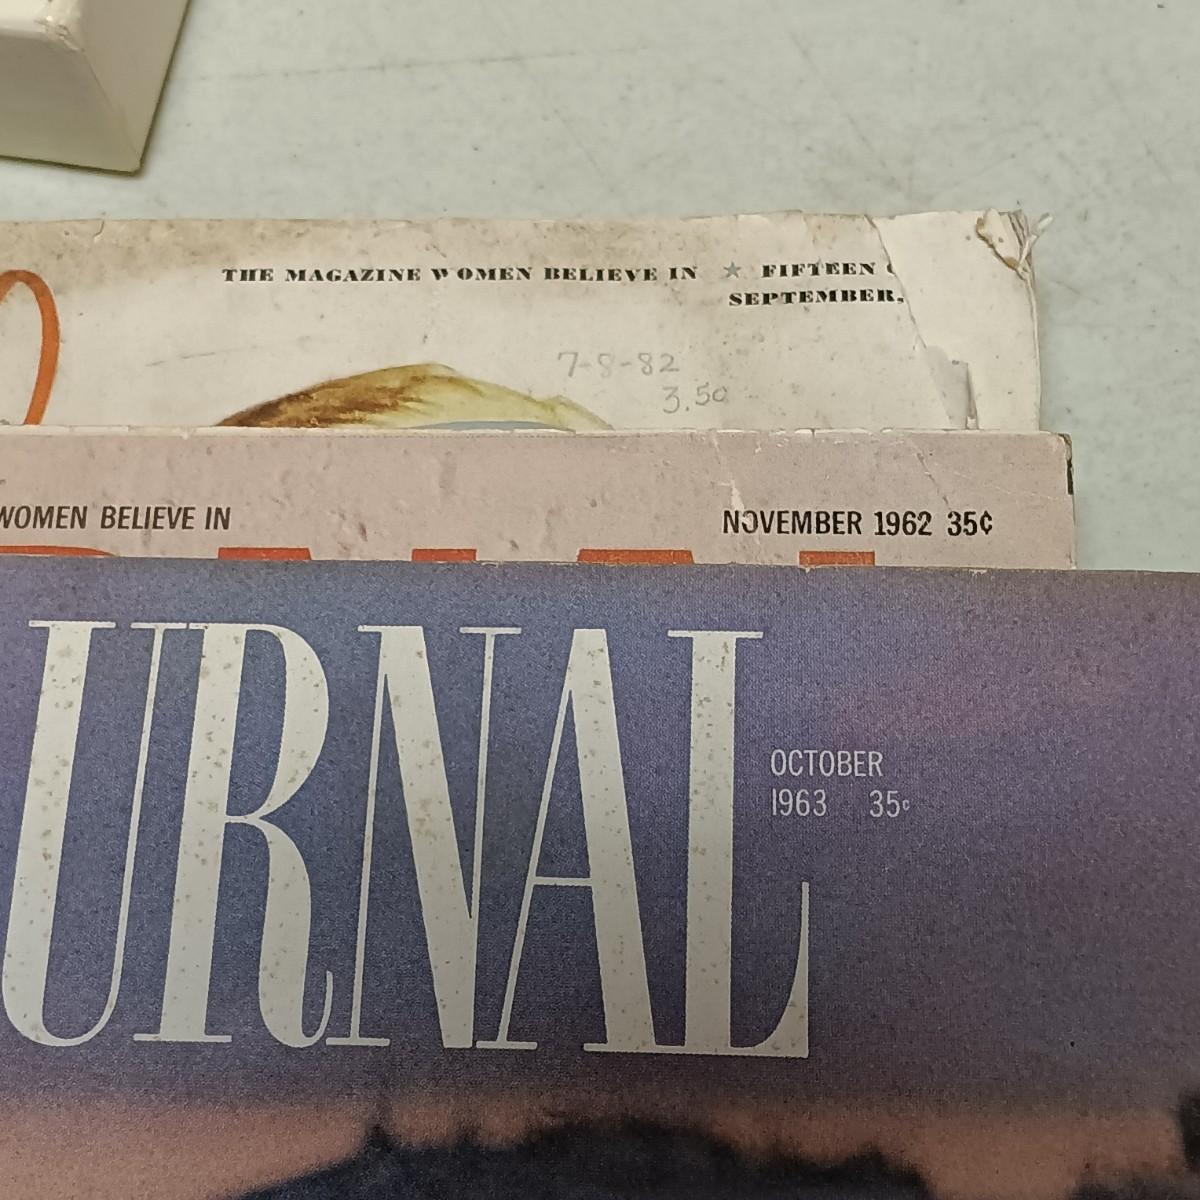 THE MAGAZINE WOMEN BELIEVE IN ★ FIFTEEN
SEPTEMBER,
7-8-82
3.50
WOMEN BELIEVE IN
NOVEMBER 1962 35¢
URNAL
OCTOBER
1963 35¢